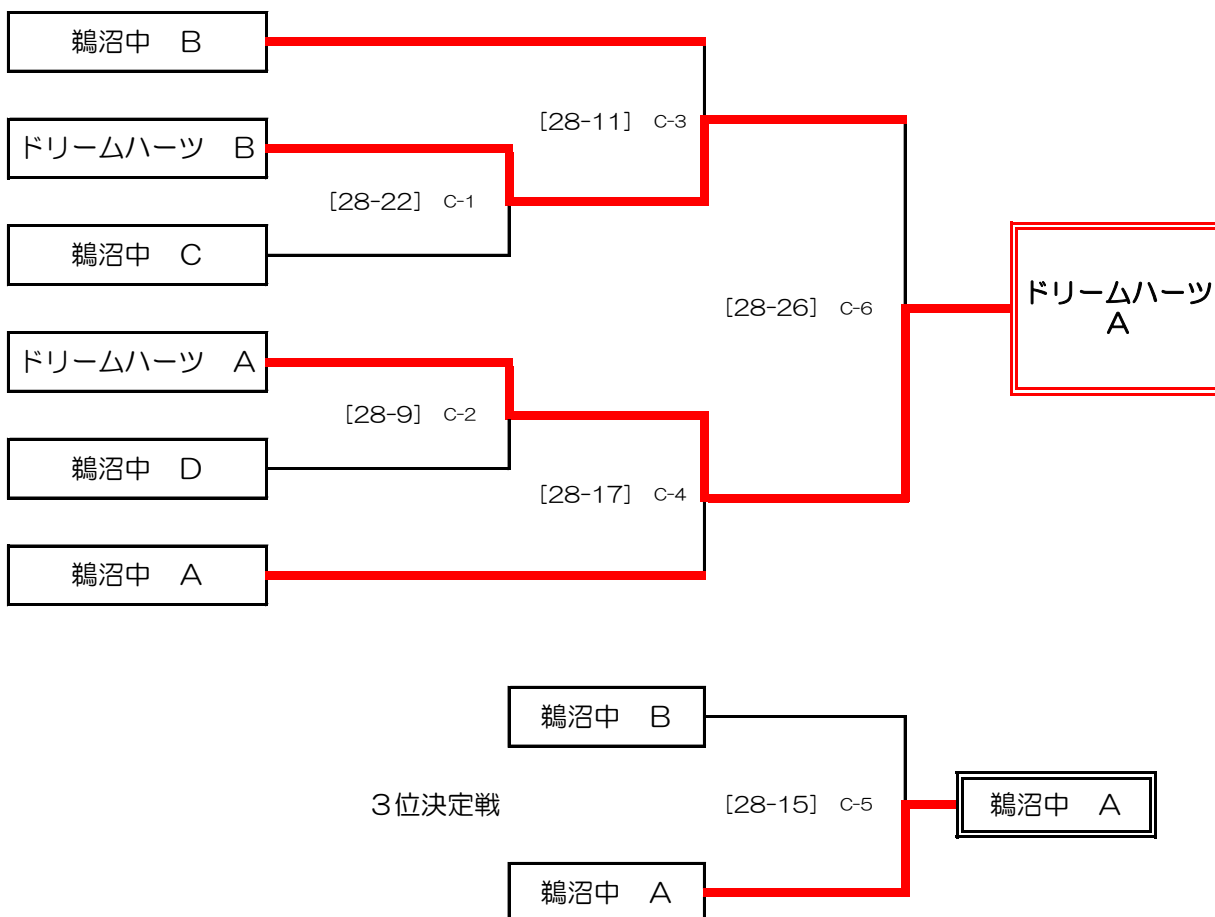 鵜沼中　B
ドリームハーツ　B
[28-11]　C-3
[28-22]　C-1
鵜沼中　C
ドリームハーツ　A
[28-26]　C-6
ドリームハーツ
A
[28-9]　C-2
鵜沼中　D
[28-17]　C-4
鵜沼中　A
鵜沼中　B
３位決定戦
[28-15]　C-5
鵜沼中　A
鵜沼中　A